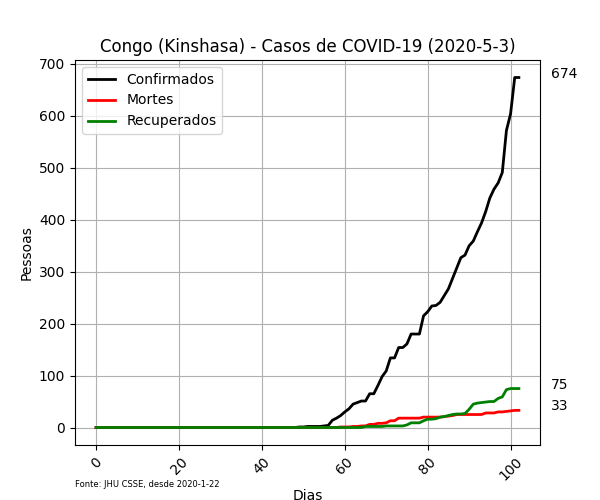 Congo (Kinshasa) - Casos de COVID-19 (2020-5-3)
Confirmados
Mortes
Recuperados
700
600
500
400
300
200
100
0
Pessoas
674
75
33
0
20
40
60
80
100
Dias
Fonte: JHU CSSE, desde 2020-1-22